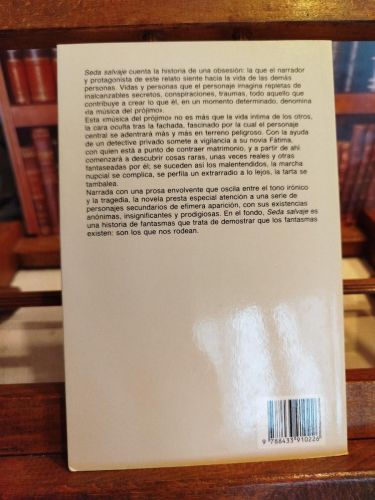 Seda salvaje cuenta la historia de una obsesión: la que el narrador
y protagonista de este relato siente hacia la vida de las demás
personas. Vidas y personas que el personaje imagina repletas de
inalcanzables secretos, conspiraciones, traumas, todo aquello que
contribuye a crear lo que él, en un momento determinado, denomina
«la música del prójimo».
Esta «música del prójimo» no es más que la vida íntima de los otros,
la cara oculta tras la fachada, fascinado por la cual el personaje
central se adentrará más y más en terreno peligroso. Con la ayuda
de un detective privado somete a vigilancia a su novia Fátima,
con quien está a punto de contraer matrimonio, y a partir de ahí
comenzará a descubrir cosas raras, unas veces reales y otras
fantaseadas por él; se suceden así los malentendidos, la marcha
nupcial se complica, se perfila un extrarradio a lo lejos, la tarta se
tambalea.
Narrada con una prosa envolvente que oscila entre el tono irónico
y la tragedia, la novela presta especial atención a una serie de
personajes secundarios de efímera aparición, con sus existencias
anónimas, insignificantes y prodigiosas. En el fondo, Seda salvaje es
una historia de fantasmas que trata de demostrar que los fantasmas
existen: son los que nos rodean.
9 788433 910226